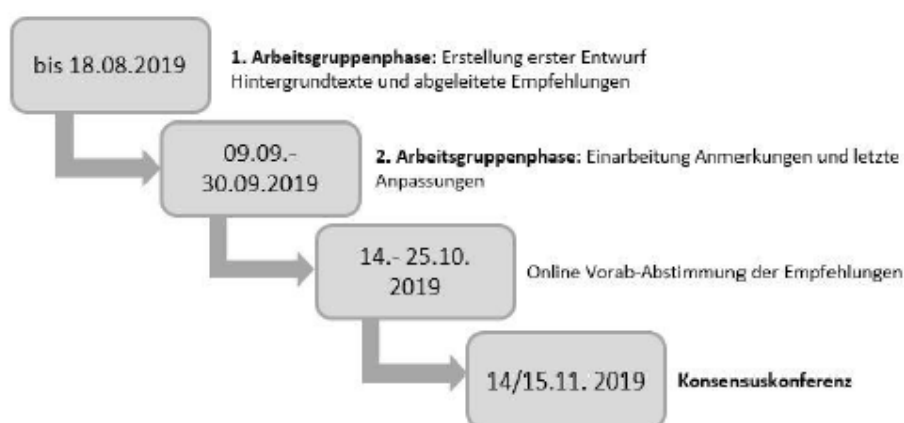 bis 18.08.2019
1. Arbeitsgruppenphase: Erstellung erster Entwurf
Hintergrundtexte und abgeleitete Empfehlungen
09.09.-
30.09.2019
2. Arbeitsgruppenphase: Einarbeitung Anmerkungen und letzte
Anpassungen
14.- 25.10.
2019
Online Vorab-Abstimmung der Empfehlungen
14/15.11. 2019
Konsensuskonferenz